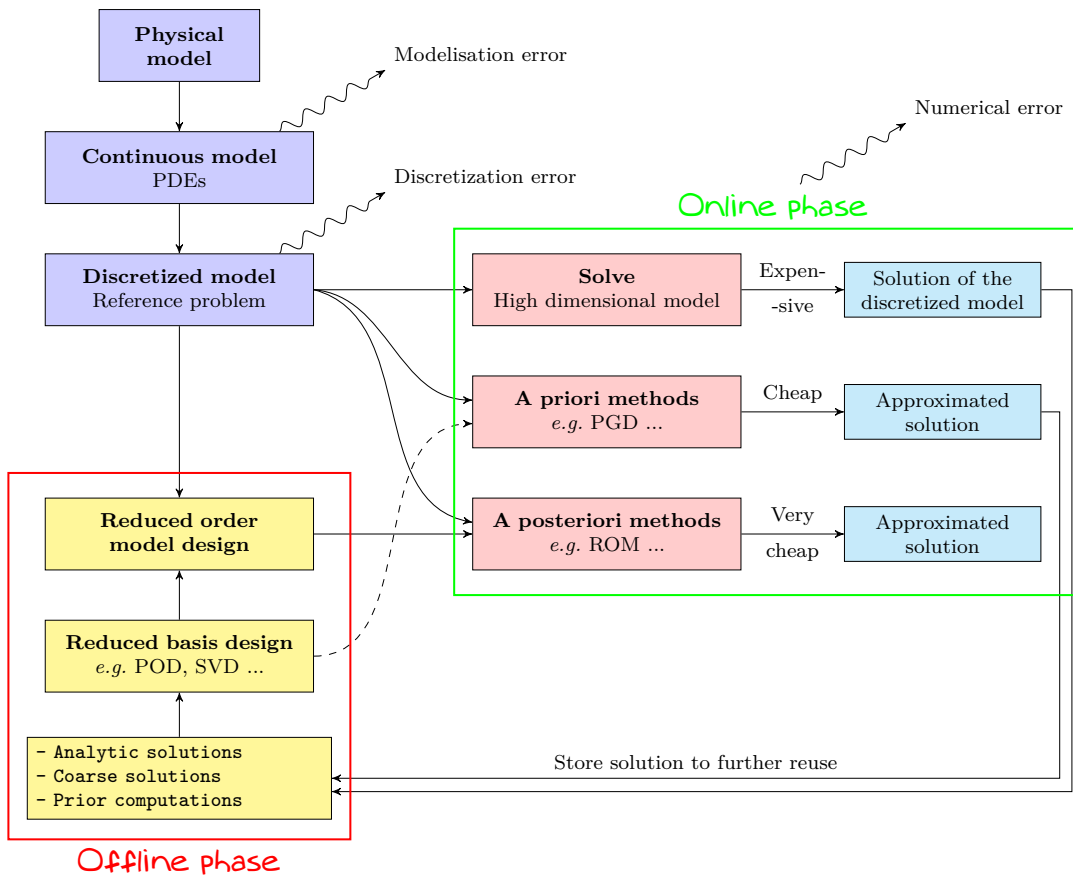 Physical
model
Modelisation error
Numerical error
Continuous model
PDEs
Discretization error
Online phase
Discretized model
Reference problem
Solve
High dimensional model
Expen-
-sive
Solution of the
discretized model
A priori methods
e.g. PGD ...
Cheap
Approximated
solution
Reduced order
model design
A posteriori methods
e.g. ROM ...
Very
cheap
Approximated
solution
Reduced basis design
e.g. POD, SVD ...
- Analytic solutions
- Coarse solutions
- Prior computations
Store solution to further reuse
Offline phase